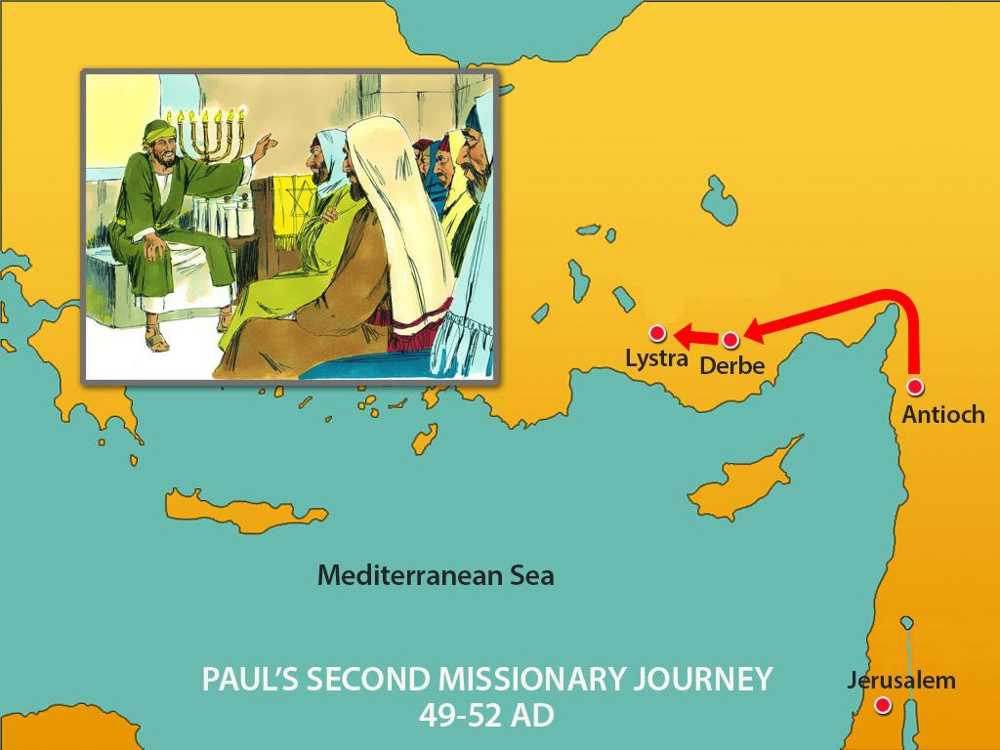 Lystra
Derbe
Antioch
Mediterranean Sea
PAUL'S SECOND MISSIONARY JOURNEY
49-52 AD
Jerusalem